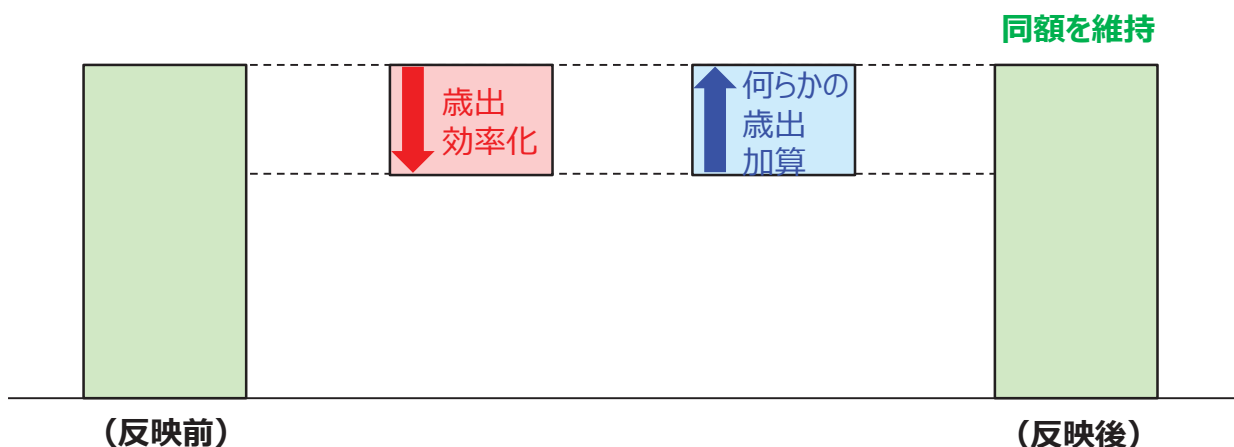 同額を維持
歳出
効率化
何らかの
歳出
加算
（反映前）
（反映後）